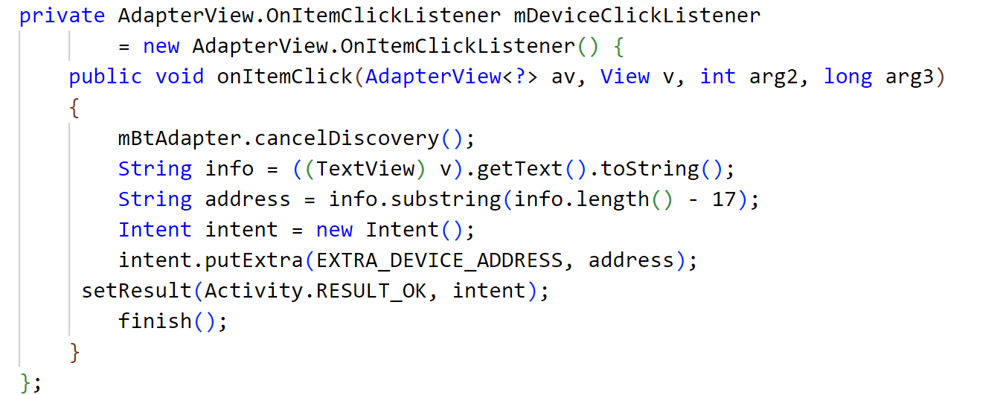 private AdapterView.OnItemClickListener mDeviceClickListener
        = new AdapterView.OnItemClickListener() {
    public void onItemClick(AdapterView<?> av, View v, int arg2, long arg3)
    {
        mBtAdapter.cancelDiscovery();
        String info = ((TextView) v).getText().toString();
        String address = info.substring(info.length() - 17);
        Intent intent = new Intent();
        intent.putExtra(EXTRA_DEVICE_ADDRESS, address);
     setResult(Activity.RESULT_OK, intent);
        finish();
    }
};